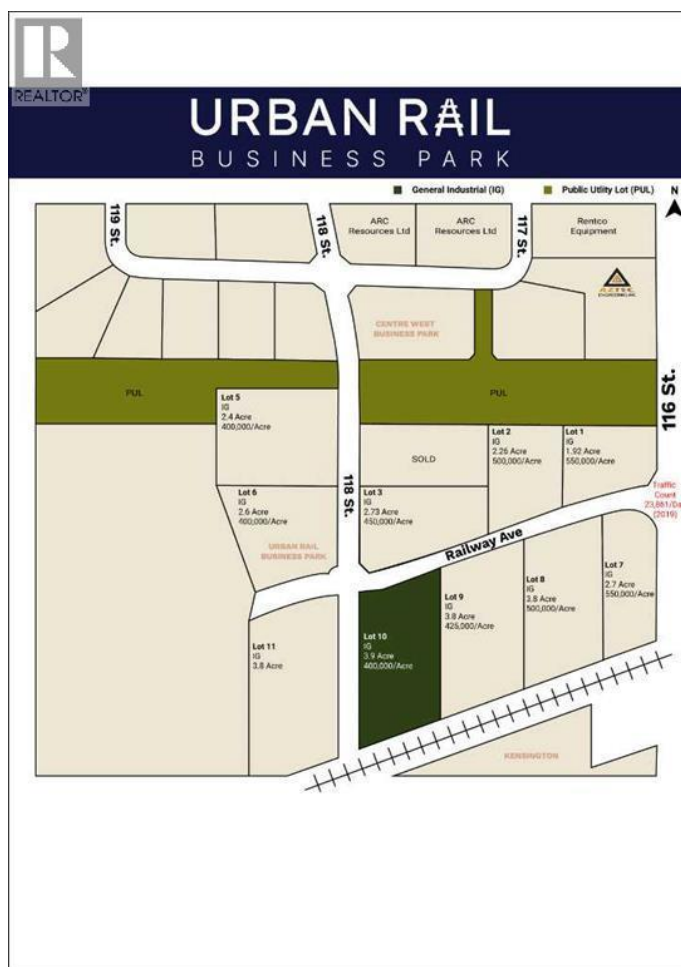 REALTOR®
URBAN RAIL
BUSINESS PARK
General Industrial (IG)
Public Utlity Lot (PUL)
N
119 St.
118 St.
ARC
Resources Ltd
ARC
Resources Ltd
117 St.
Rentco
Equipment
AZTEC
ENGINEERING INC.
CENTRE WEST
BUSINESS PARK
PUL
PUL
116 St.
Lot 5
IG
2.4 Acre
400,000/Acre
118 St.
SOLD
Lot 2
IG
2.26 Acre
500,000/Acre
Lot 1
IG
1.92 Acre
550,000/Acre
Lot 6
IG
2.6 Acre
400,000/Acre
Lot 3
IG
2.73 Acre
450,000/Acre
Traffic
Count
23,861/Da
(2019)
URBAN RAIL
BUSINESS PARK
Railway Ave
Lot 11
IG
3.8 Acre
Lot 10
IG
3.9 Acre
400,000/Acre
Lot 9
IG
3.8 Acre
425,000/Acre
Lot 8
IG
3.8 Acre
500,000/Acre
Lot 7
IG
2.7 Acre
550,000/Acre
KENSINGTON